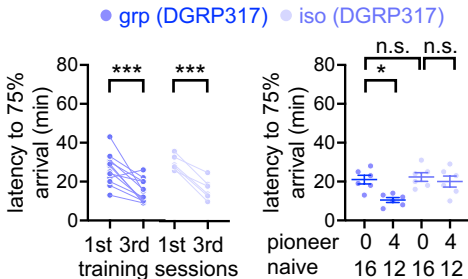 grp (DGRP317) iso (DGRP317)
n.s. n.s.
*** *** *
latency to 75%
arrival (min)
80
60
40
20
0
1st 3rd 1st 3rd
training sessions
latency to 75%
arrival (min)
80
60
40
20
0
pioneer 0 4 0 4
naive 16 12 16 12